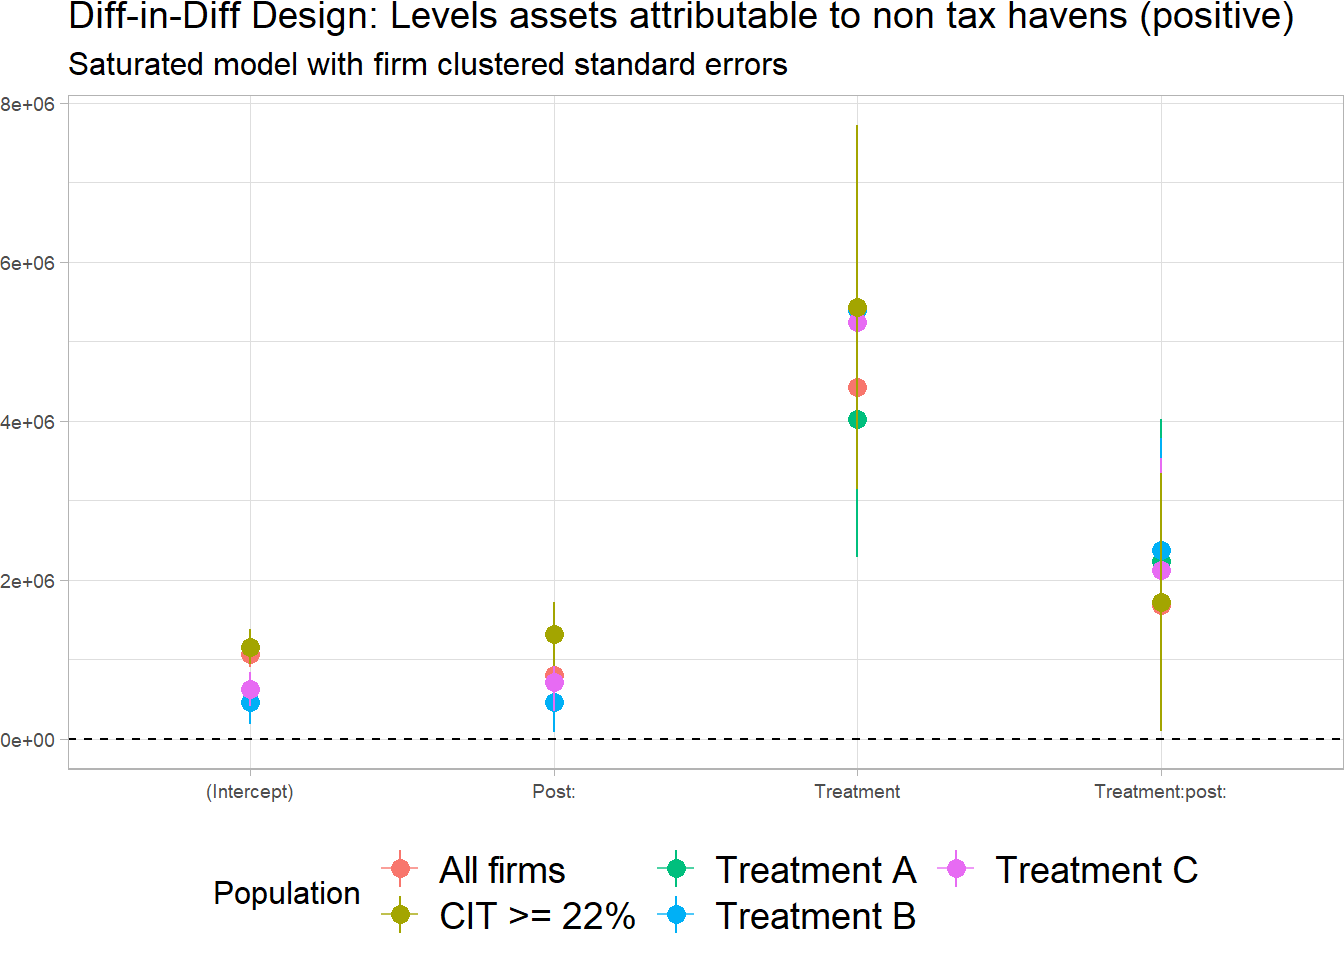 Diff-in-Diff Design: Levels assets attributable to non tax havens (positive)
Saturated model with firm clustered standard errors
8e+06
6e+06
4e+06
2e+06
0e+00
(Intercept) Post: Treatment Treatment:post:
Population
All firms Treatment A Treatment C
CIT >= 22% Treatment B